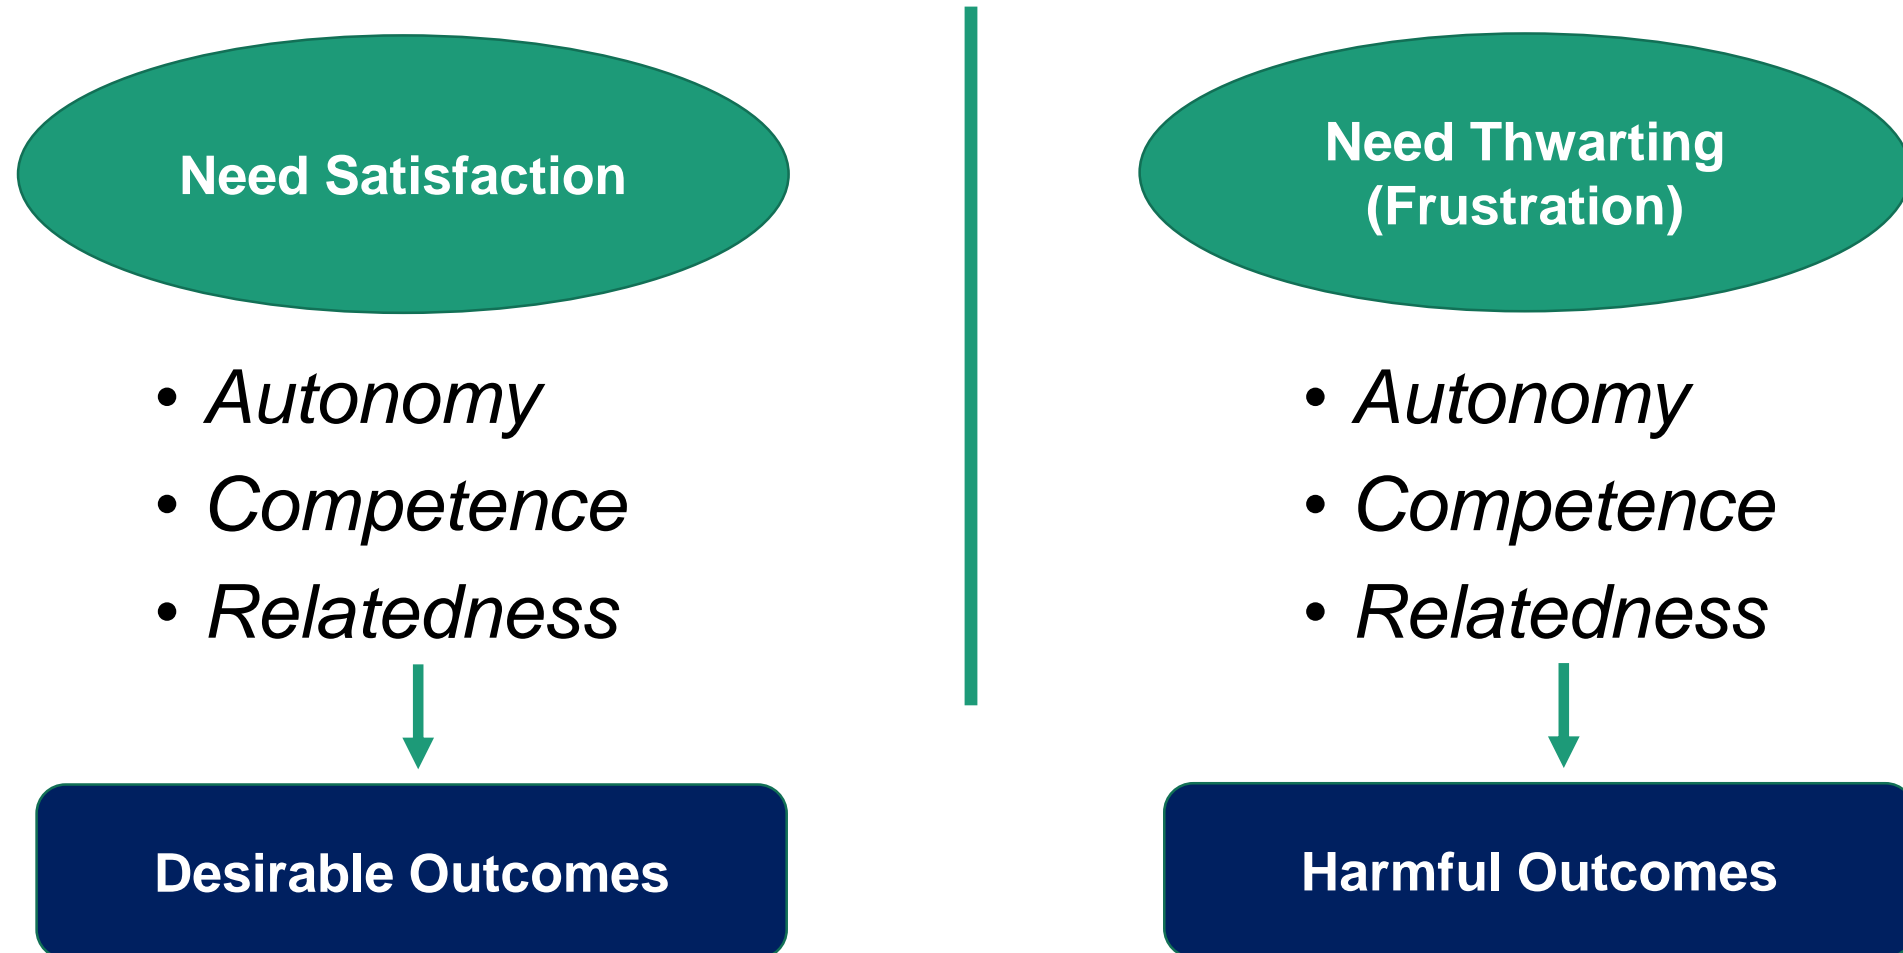 Need Satisfaction
• Autonomy
• Competence
• Relatedness
Desirable Outcomes
Need Thwarting
(Frustration)
• Autonomy
• Competence
• Relatedness
Harmful Outcomes